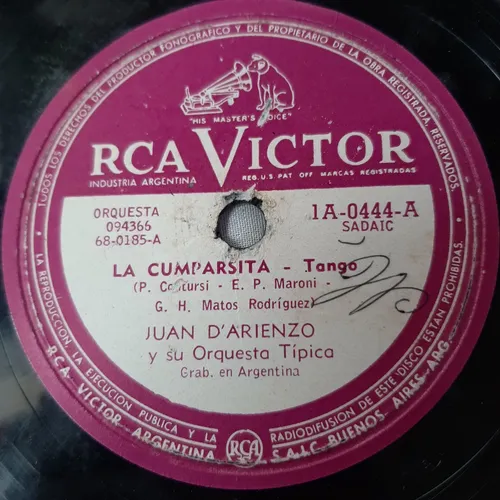 TODOS LOS DERECHOS DEL PRODUCTOR FONOGRAFICO Y DEL PROPIETARIO DE LA OBRA REGISTRADA, RESERVADOS.
"HIS MASTER'S VOICE"
RCA VICTOR
INDUSTRIA ARGENTINA
REG. U.S. PAT OFF MARCAS REGISTRADAS
ORQUESTA
094366
68-0185-A
1A-0444-A
SADAIC
LA CUMPARSITA - Tango
(P. Contursi - E. P. Maroni -
G. H. Matos Rodríguez)
JUAN D'ARIENZO
y su Orquesta Típica
Grab. en Argentina
LA REPRODUCCION, LA EJECUCION PUBLICA Y LA RADIODIFUSION DE ESTE DISCO ESTAN PROHIBIDAS.
RCA VICTOR ARGENTINA S.A.I.C. BUENOS AIRES-ARG.
RCA